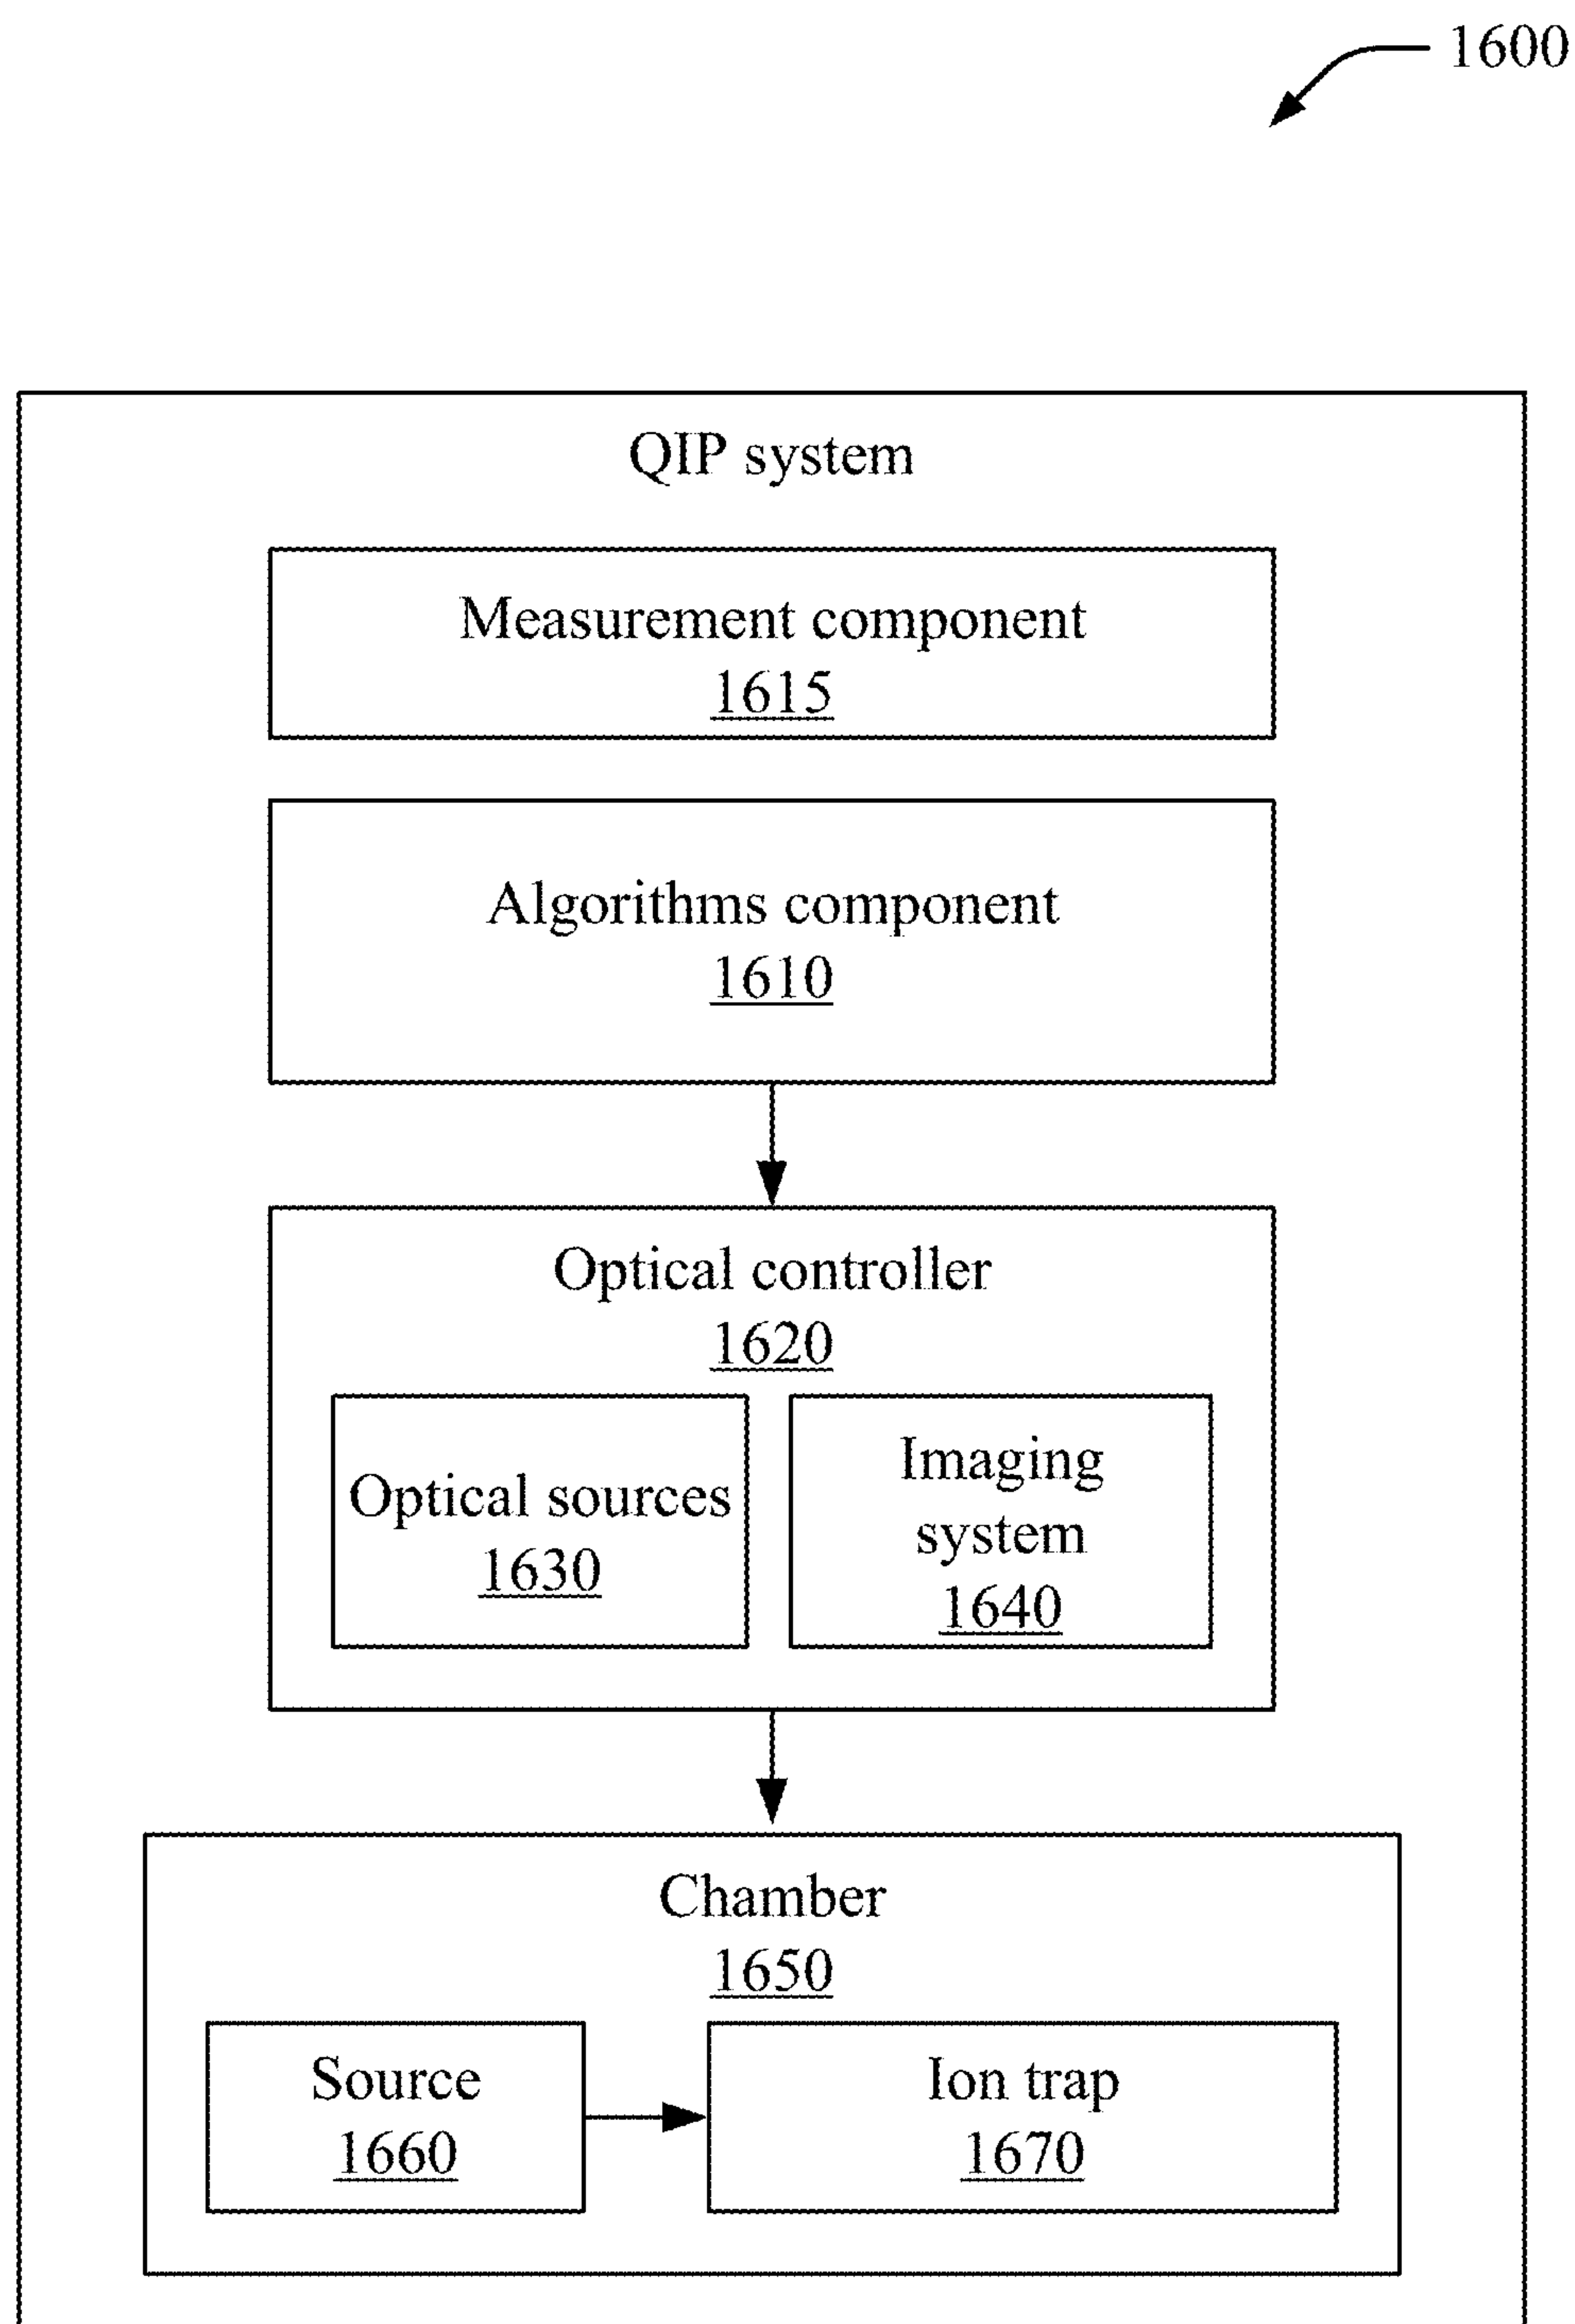 1600
QIP system
Measurement component
1615
Algorithms component
1610
Optical controller
1620
Optical sources
1630
Imaging
system
1640
Chamber
1650
Source
1660
Ion trap
1670